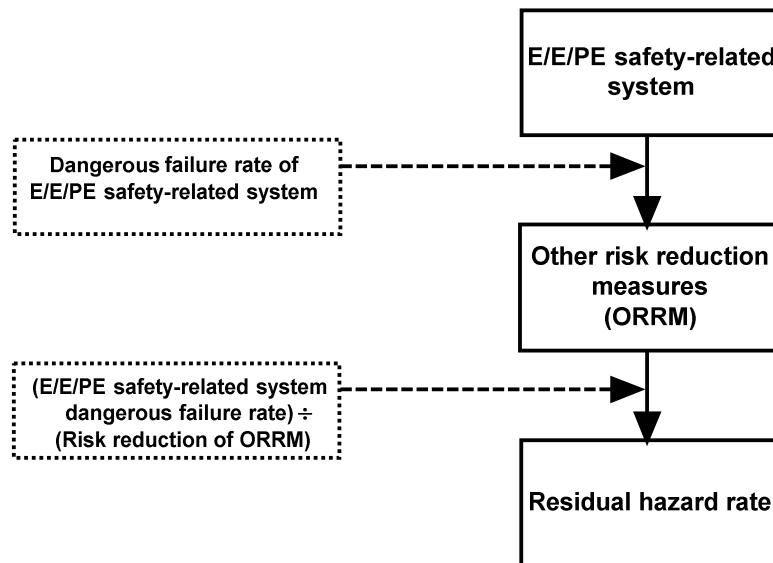 E/E/PE safety-related
system
Dangerous failure rate of
E/E/PE safety-related system
Other risk reduction
measures
(ORRM)
(E/E/PE safety-related system
dangerous failure rate) ÷
(Risk reduction of ORRM)
Residual hazard rate